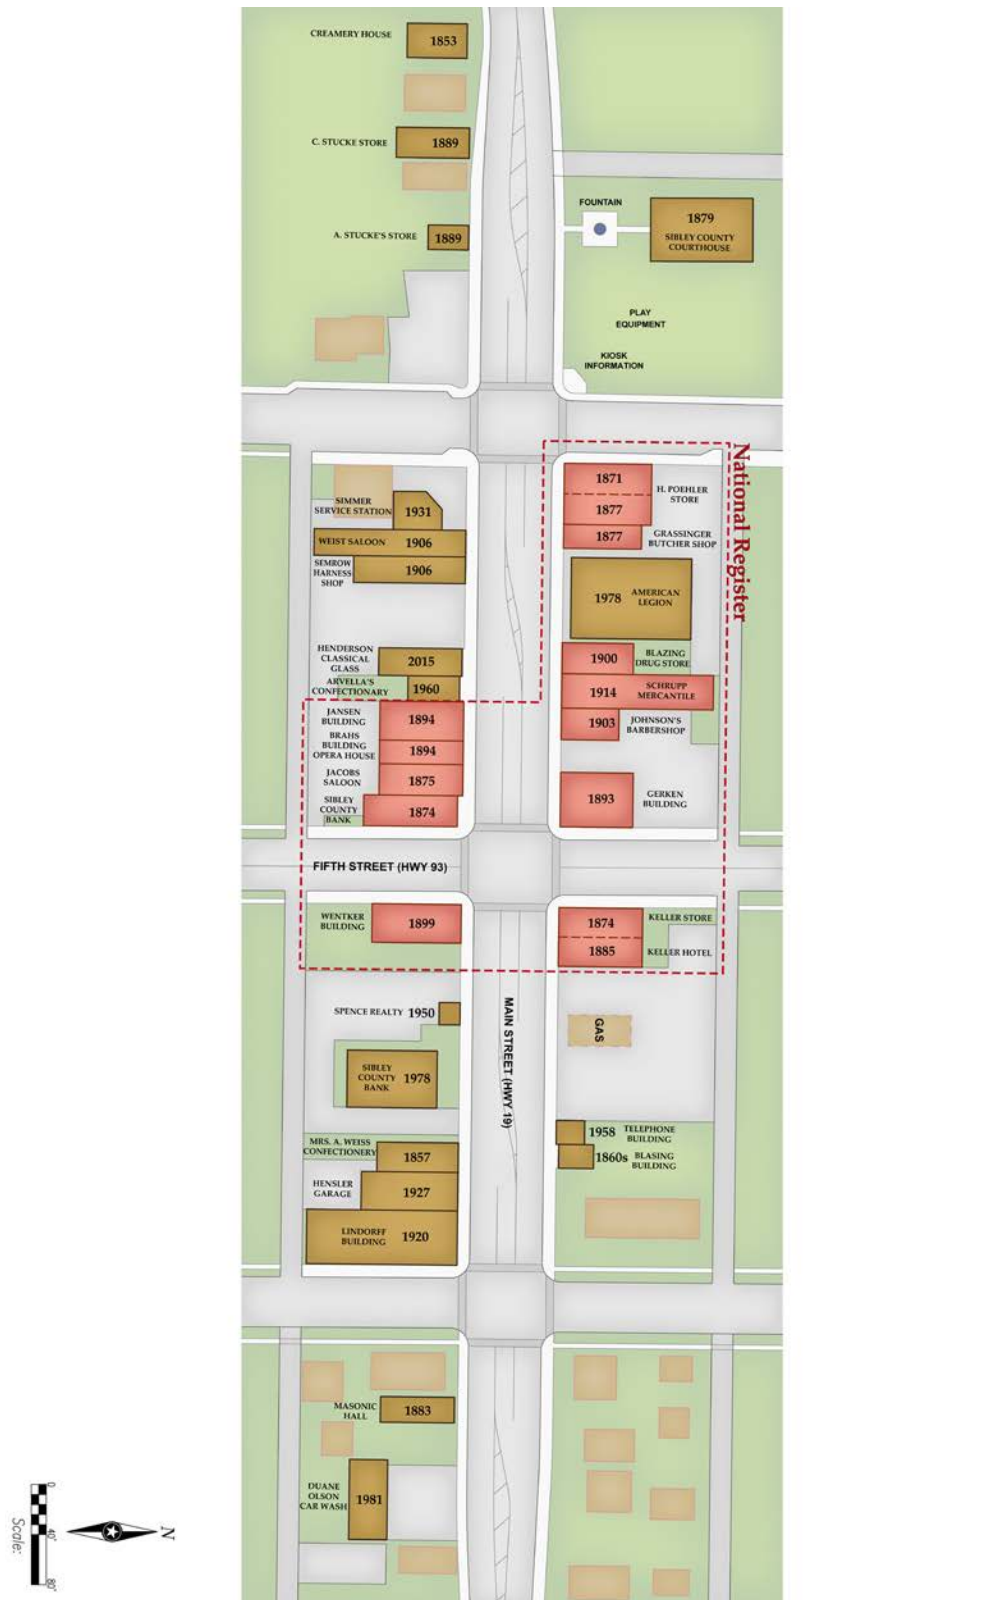 CREAMERY HOUSE
1853
C. STUCKE STORE
1889
A. STUCKE'S STORE
1889
FOUNTAIN
1879
SIBLEY COUNTY
COURTHOUSE
PLAY
EQUIPMENT
KIOSK
INFORMATION
National Register
SIMMER
SERVICE STATION
1931
WEIST SALOON
1906
SEMROW
HARNESS
SHOP
1906
HENDERSON
CLASSICAL
GLASS
2015
ARVELLA'S
CONFECTIONARY
1960
JANSEN
BUILDING
1894
BRAHS
BUILDING
OPERA HOUSE
1894
JACOBS
SALOON
1875
SIBLEY
COUNTY
BANK
1874
1871
1877
H. POEHLER
STORE
1877
GRASSINGER
BUTCHER SHOP
1978
AMERICAN
LEGION
1900
BLAZING
DRUG STORE
1914
SCHRUPP
MERCANTILE
1903
JOHNSON'S
BARBERSHOP
1893
GERKEN
BUILDING
FIFTH STREET (HWY 93)
WENTKER
BUILDING
1899
1874
KELLER STORE
1885
KELLER HOTEL
MAIN STREET (HWY 19)
SPENCE REALTY
1950
SIBLEY
COUNTY
BANK
1978
MRS. A. WEISS
CONFECTIONERY
1857
HENSLER
GARAGE
1927
LINDORFF
BUILDING
1920
GAS
1958
TELEPHONE
BUILDING
1860s
BLASING
BUILDING
MASONIC
HALL
1883
DUANE
OLSON
CAR WASH
1981
N
0
40'
80'
Scale: